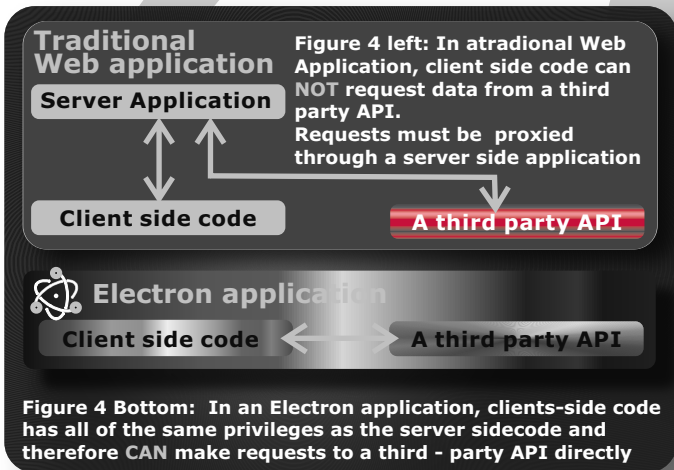 Traditional
Web application
Figure 4 left: In atradional Web
Application, client side code can
NOT request data from a third
party API.
Requests must be proxied
through a server side application
Server Application
Client side code
A third party API
Electron application
Client side code
A third party API
Figure 4 Bottom: In an Electron application, clients-side code
has all of the same privileges as the server sidecode and
therefore CAN make requests to a third - party API directly